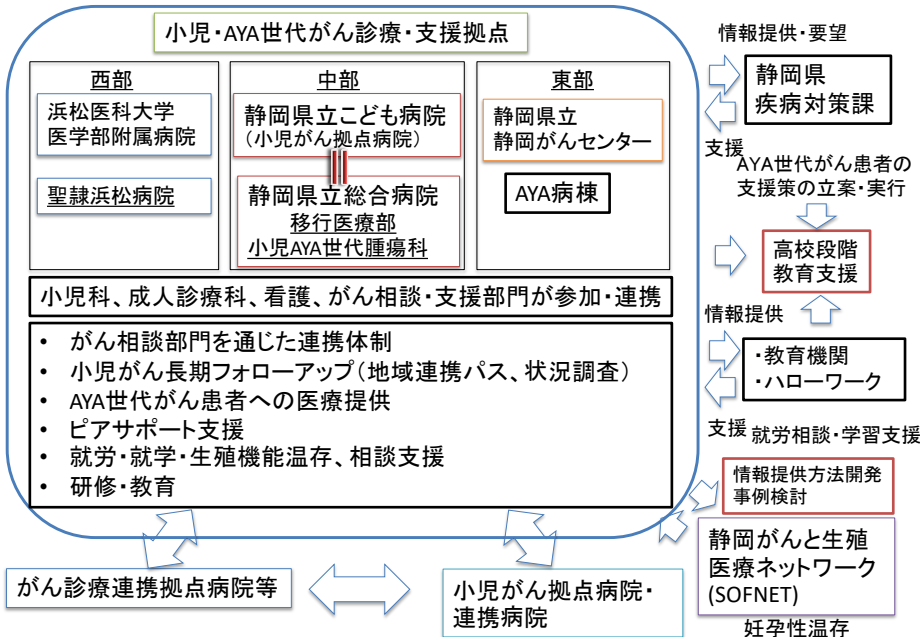 小児・AYA世代がん診療・支援拠点
西部
浜松医科大学
医学部附属病院
聖隷浜松病院
中部
静岡県立こども病院
（小児がん拠点病院）
静岡県立総合病院
移行医療部
小児AYA世代腫瘍科
東部
静岡県立
静岡がんセンター
AYA病棟
小児科、成人診療科、看護、がん相談・支援部門が参加・連携
• がん相談部門を通じた連携体制
• 小児がん長期フォローアップ（地域連携パス、状況調査）
• AYA世代がん患者への医療提供
• ピアサポート支援
• 就労・就学・生殖機能温存、相談支援
• 研修・教育
がん診療連携拠点病院等
小児がん拠点病院・
連携病院
情報提供・要望
静岡県
疾病対策課
支援
AYA世代がん患者の
支援策の立案・実行
高校段階
教育支援
情報提供
・教育機関
・ハローワーク
支援 就労相談・学習支援
情報提供方法開発
事例検討
静岡がんと生殖
医療ネットワーク
(SOFNET)
妊孕性温存